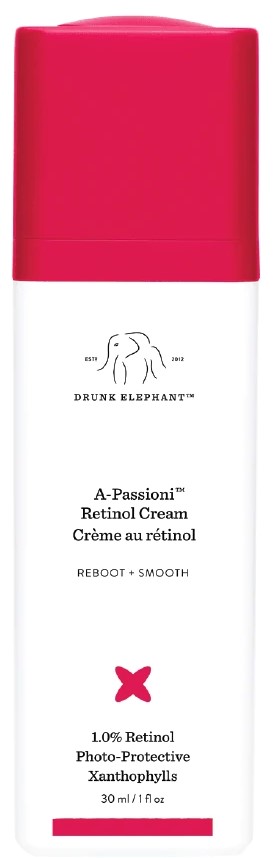 ESTD 2012
DRUNK ELEPHANT™
A-Passioni™
Retinol Cream
Crème au rétinol
REBOOT + SMOOTH
1.0% Retinol
Photo-Protective
Xanthophylls
30 ml / 1 fl oz